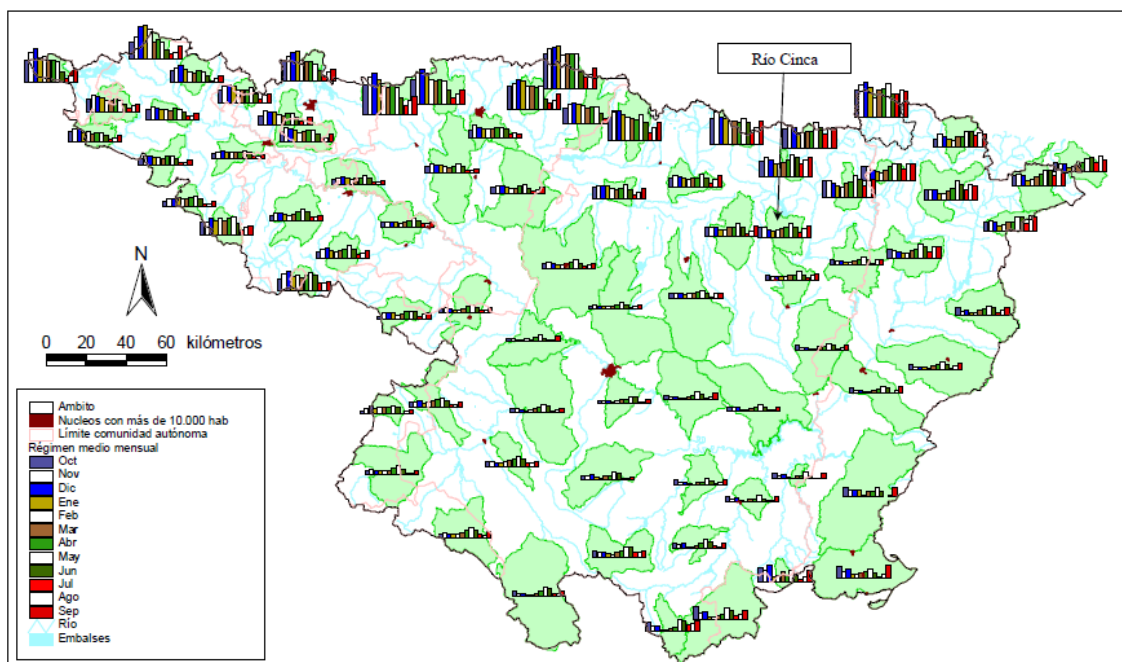 Río Cinca
N
0 20 40 60 kilómetros
Ambito
Nucleos con más de 10.000 hab
Límite comunidad autónoma
Régimen medio mensual
Oct
Nov
Dic
Ene
Feb
Mar
Abr
May
Jun
Jul
Ago
Sep
Río
Embalses